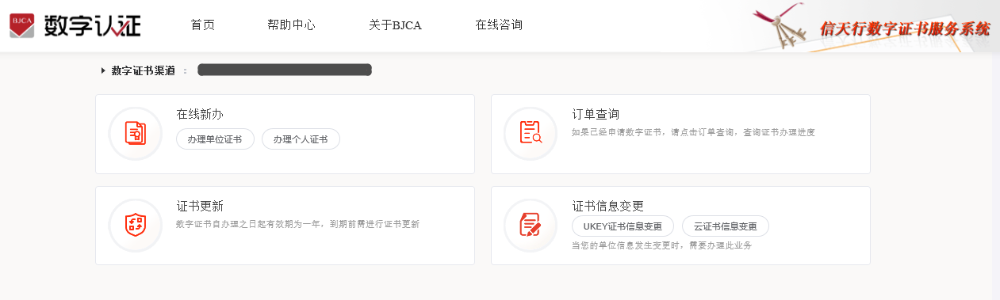 BJCA 数字认证 首页 帮助中心 关于BJCA 在线咨询 信天行数字证书服务系统
数字证书渠道 :
在线新办
办理单位证书 办理个人证书
订单查询
如果已经申请数字证书，请点击订单查询，查询证书办理进度
证书更新
数字证书自办理之日起有效期为一年，到期前需进行证书更新
证书信息变更
UKEY证书信息变更 云证书信息变更
当您的单位信息发生变更时，需要办理此业务